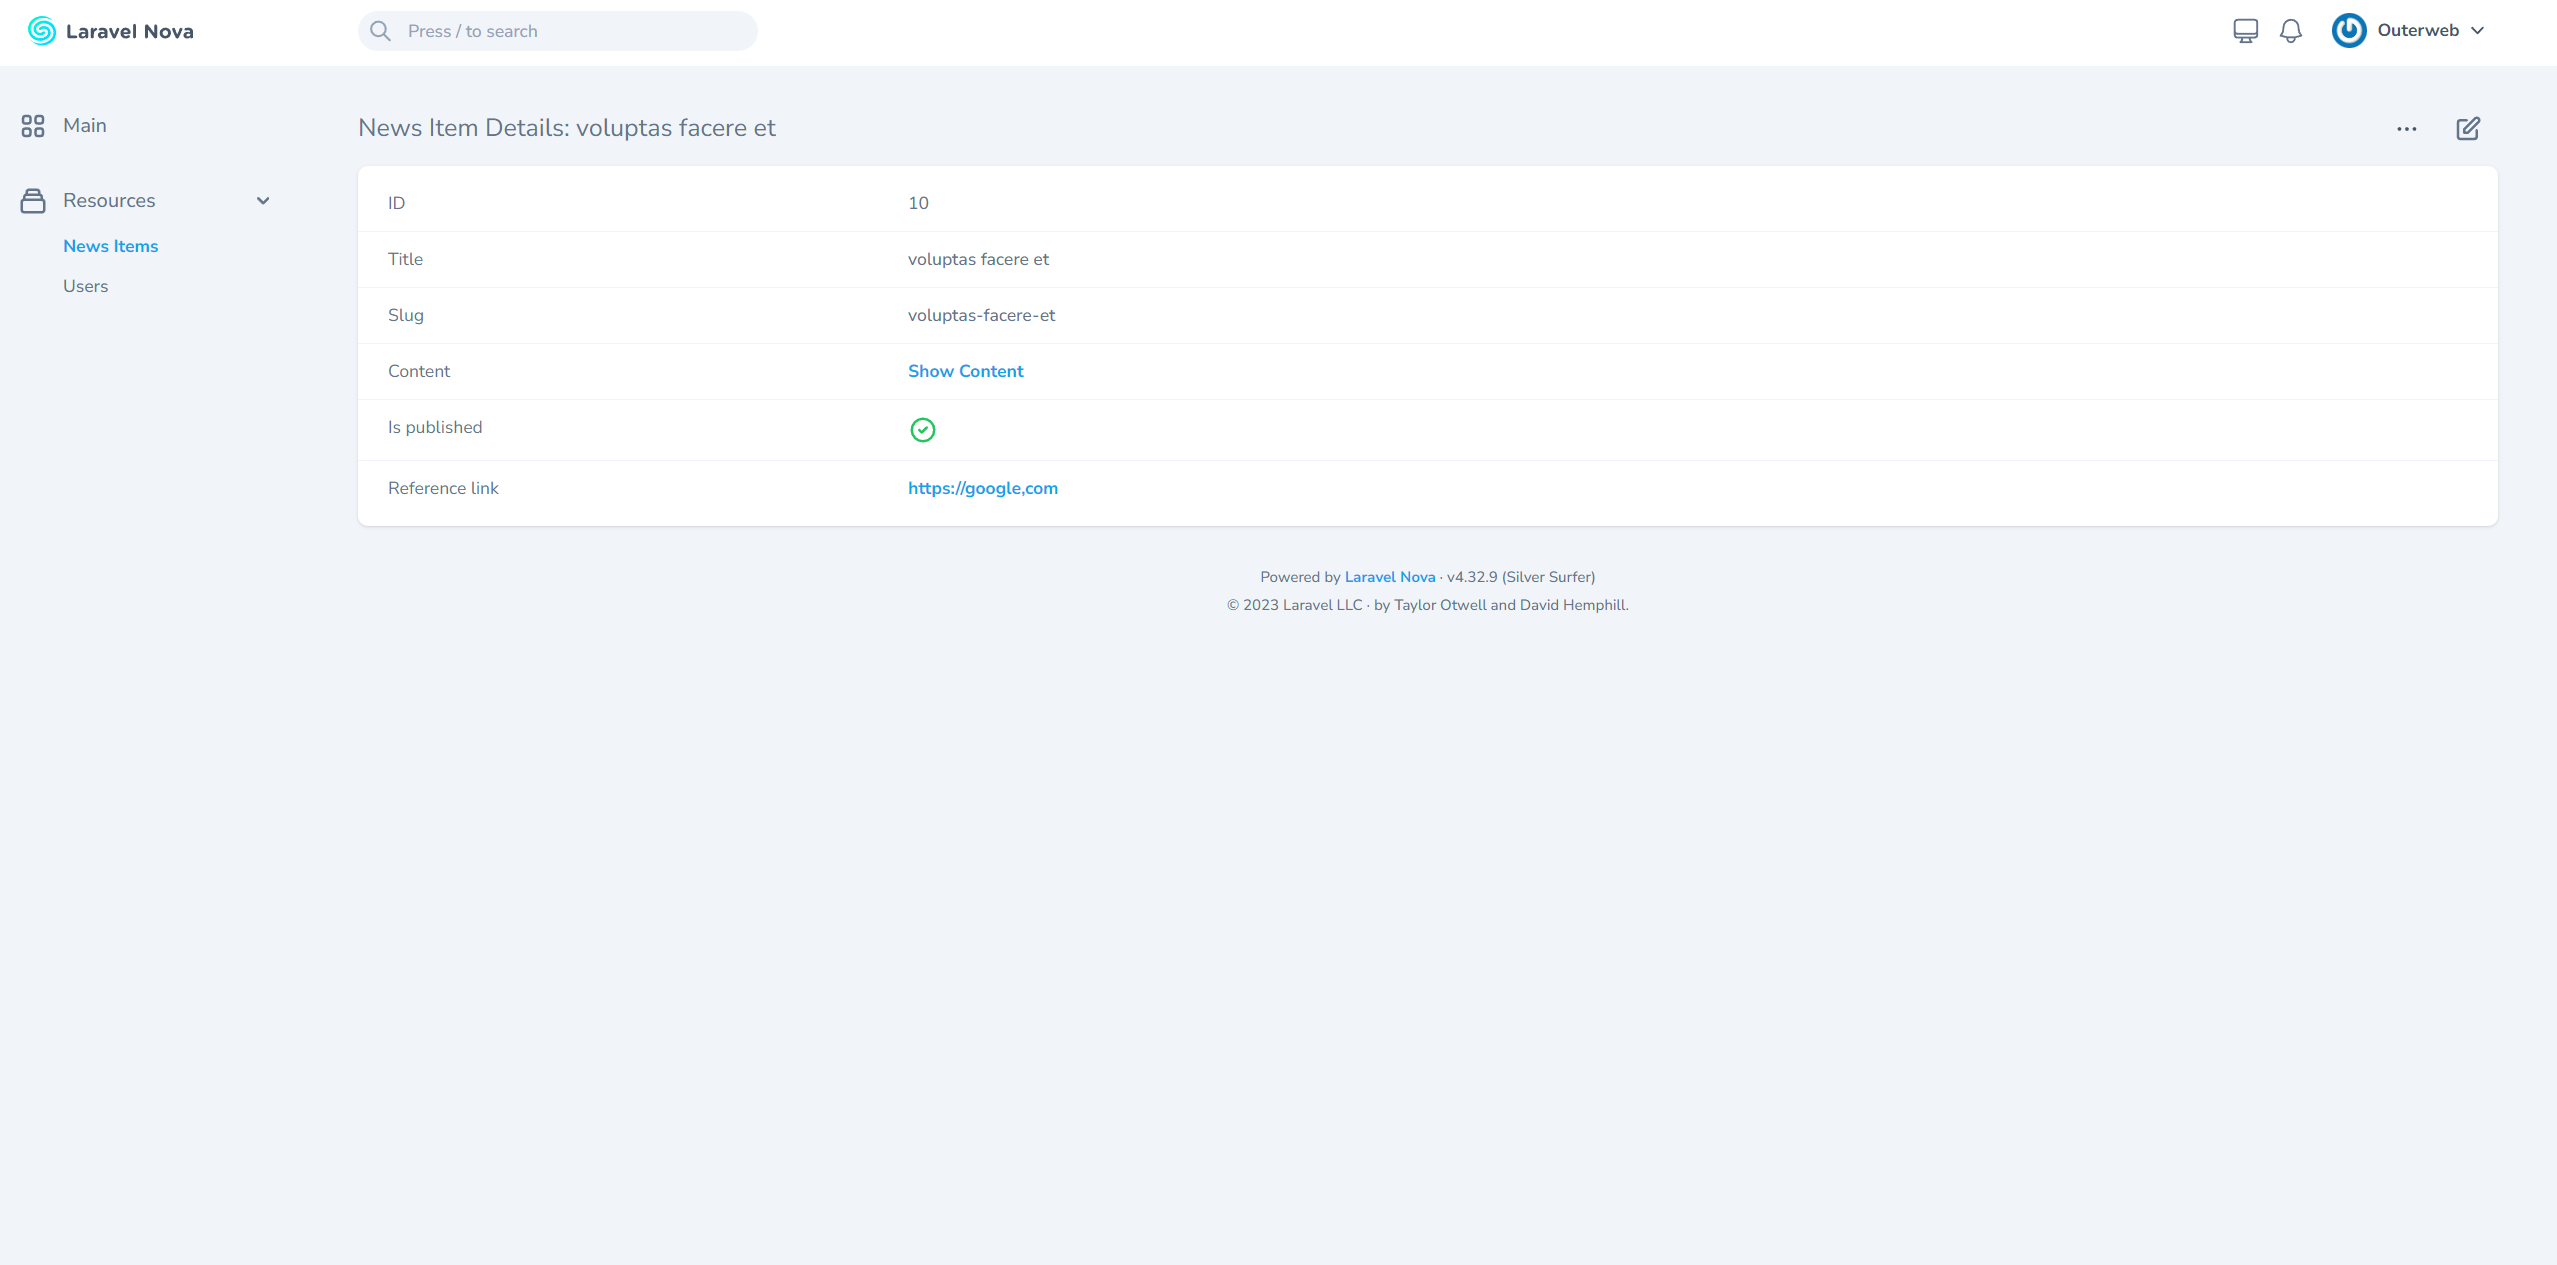 Laravel Nova
Press / to search
Outerweb
Main
Resources
News Items
Users
News Item Details: voluptas facere et
ID 10
Title voluptas facere et
Slug voluptas-facere-et
Content Show Content
Is published
Reference link https://google,com
Powered by Laravel Nova · v4.32.9 (Silver Surfer)
© 2023 Laravel LLC · by Taylor Otwell and David Hemphill.